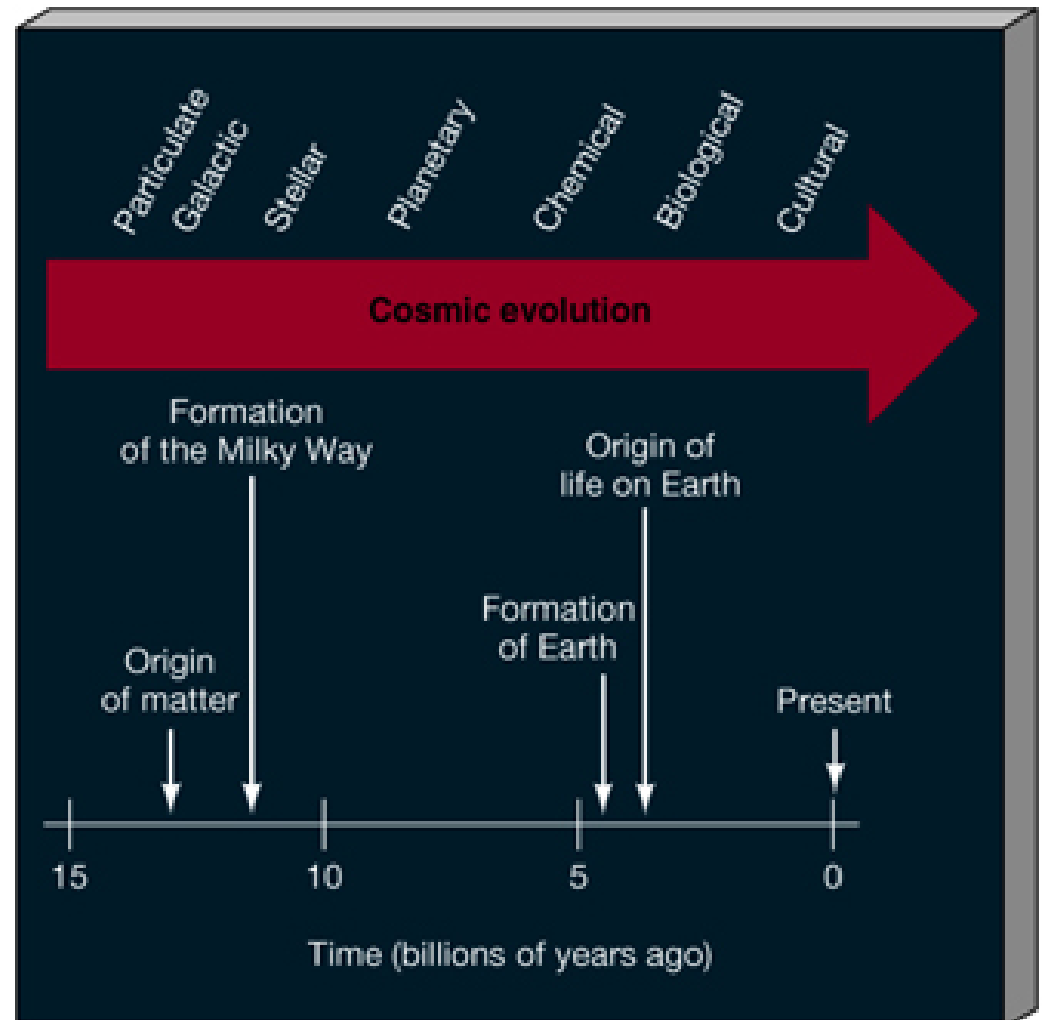 Particulate
Galactic
Stellar
Planetary
Chemical
Biological
Cultural
Cosmic evolution
Formation
of the Milky Way
Origin of
life on Earth
Formation
of Earth
Origin
of matter
Present
15
10
5
0
Time (billions of years ago)